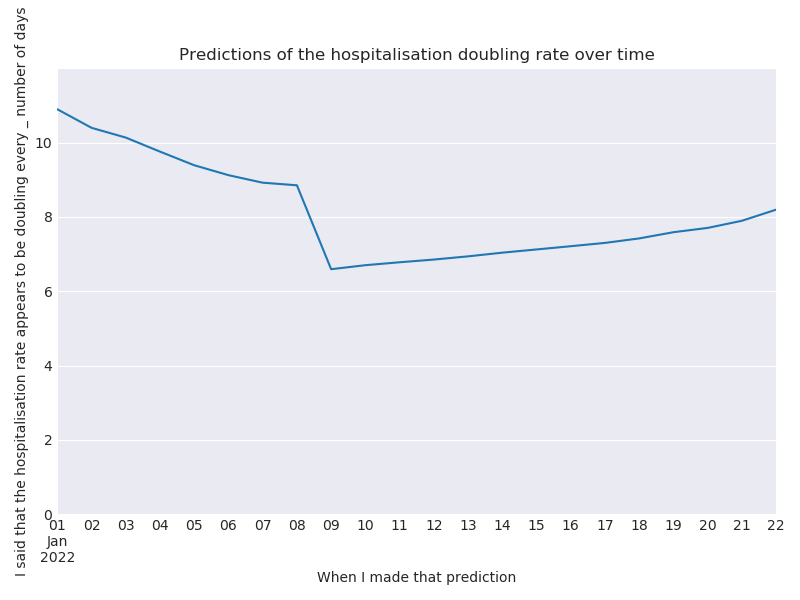 Predictions of the hospitalisation doubling rate over time
I said that the hospitalisation rate appears to be doubling every _ number of days
10
8
6
4
2
0
01 02 03 04 05 06 07 08 09 10 11 12 13 14 15 16 17 18 19 20 21 22
Jan
2022
When I made that prediction